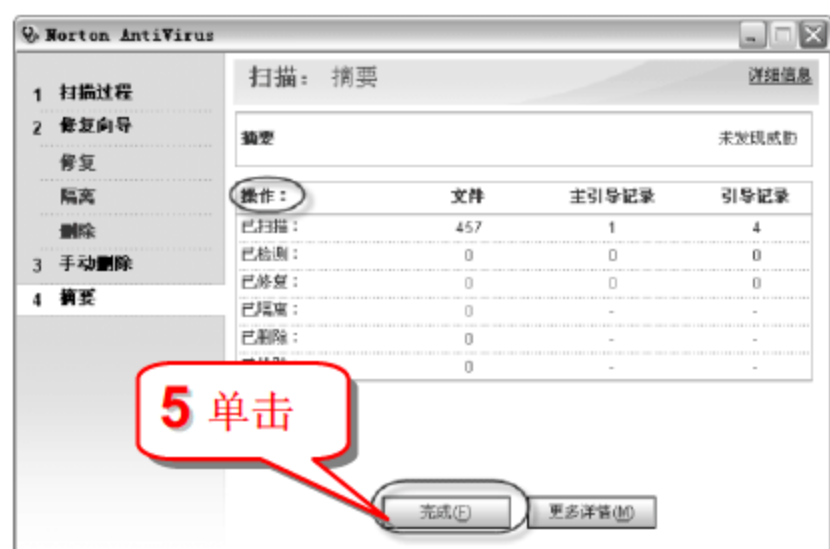 Norton AntiVirus
1 扫描过程
2 修复向导
修复
隔离
删除
3 手动删除
4 摘要
扫描： 摘要 详细信息
摘要 未发现威胁
操作： 文件 主引导记录 引导记录
已扫描： 457 1 4
已检测： 0 0 0
已修复： 0 0 0
已隔离： 0 - -
已删除： 0 - -
0 - -
5 单击
完成(F) 更多详情(M)